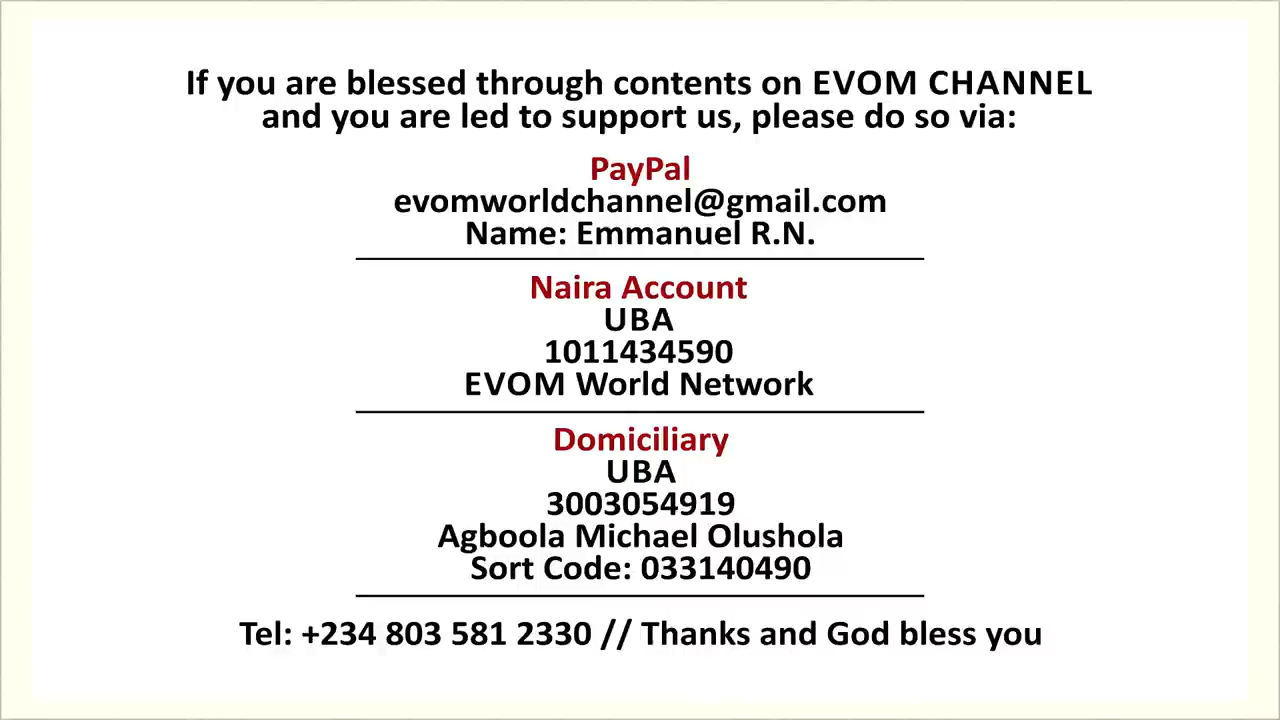 If you are blessed through contents on EVOM CHANNEL
and you are led to support us, please do so via:
PayPal
evomworldchannel@gmail.com
Name: Emmanuel R.N.
Naira Account
UBA
1011434590
EVOM World Network
Domiciliary
UBA
3003054919
Agboola Michael Olushola
Sort Code: 033140490
Tel: +234 803 581 2330 // Thanks and God bless you